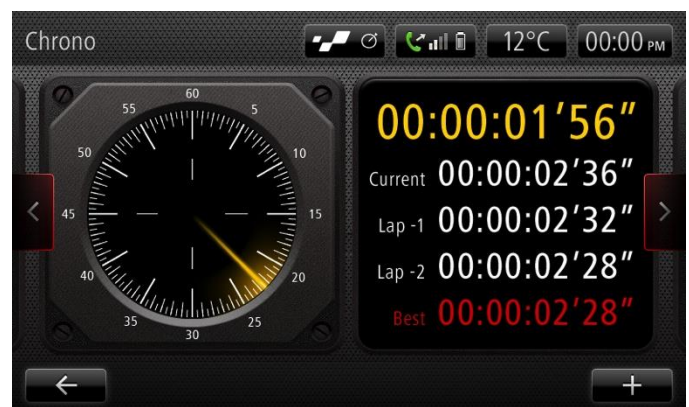 Chrono
12°C
00:00 PM
60
55
5
50
10
45
15
40
20
35
25
30
00:00:01'56"
Current 00:00:02'36"
Lap -1 00:00:02'32"
Lap -2 00:00:02'28"
Best 00:00:02'28"